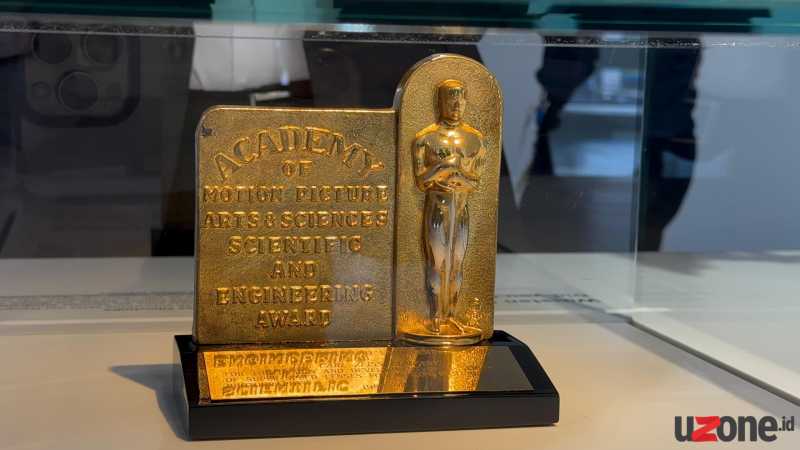 ACADEMY
OF
MOTION PICTURE
ARTS & SCIENCES
SCIENTIFIC
AND
ENGINEERING
AWARD
uzone.id